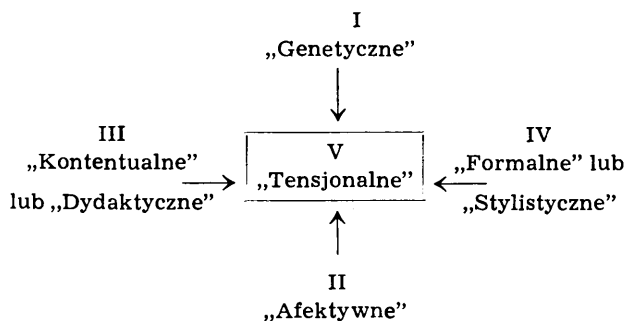 I
„Genetyczne”
III
„Kontentualne”
lub „Dydaktyczne”
V
„Tensjonalne”
IV
„Formalne” lub
„Stylistyczne”
II
„Afektywne”